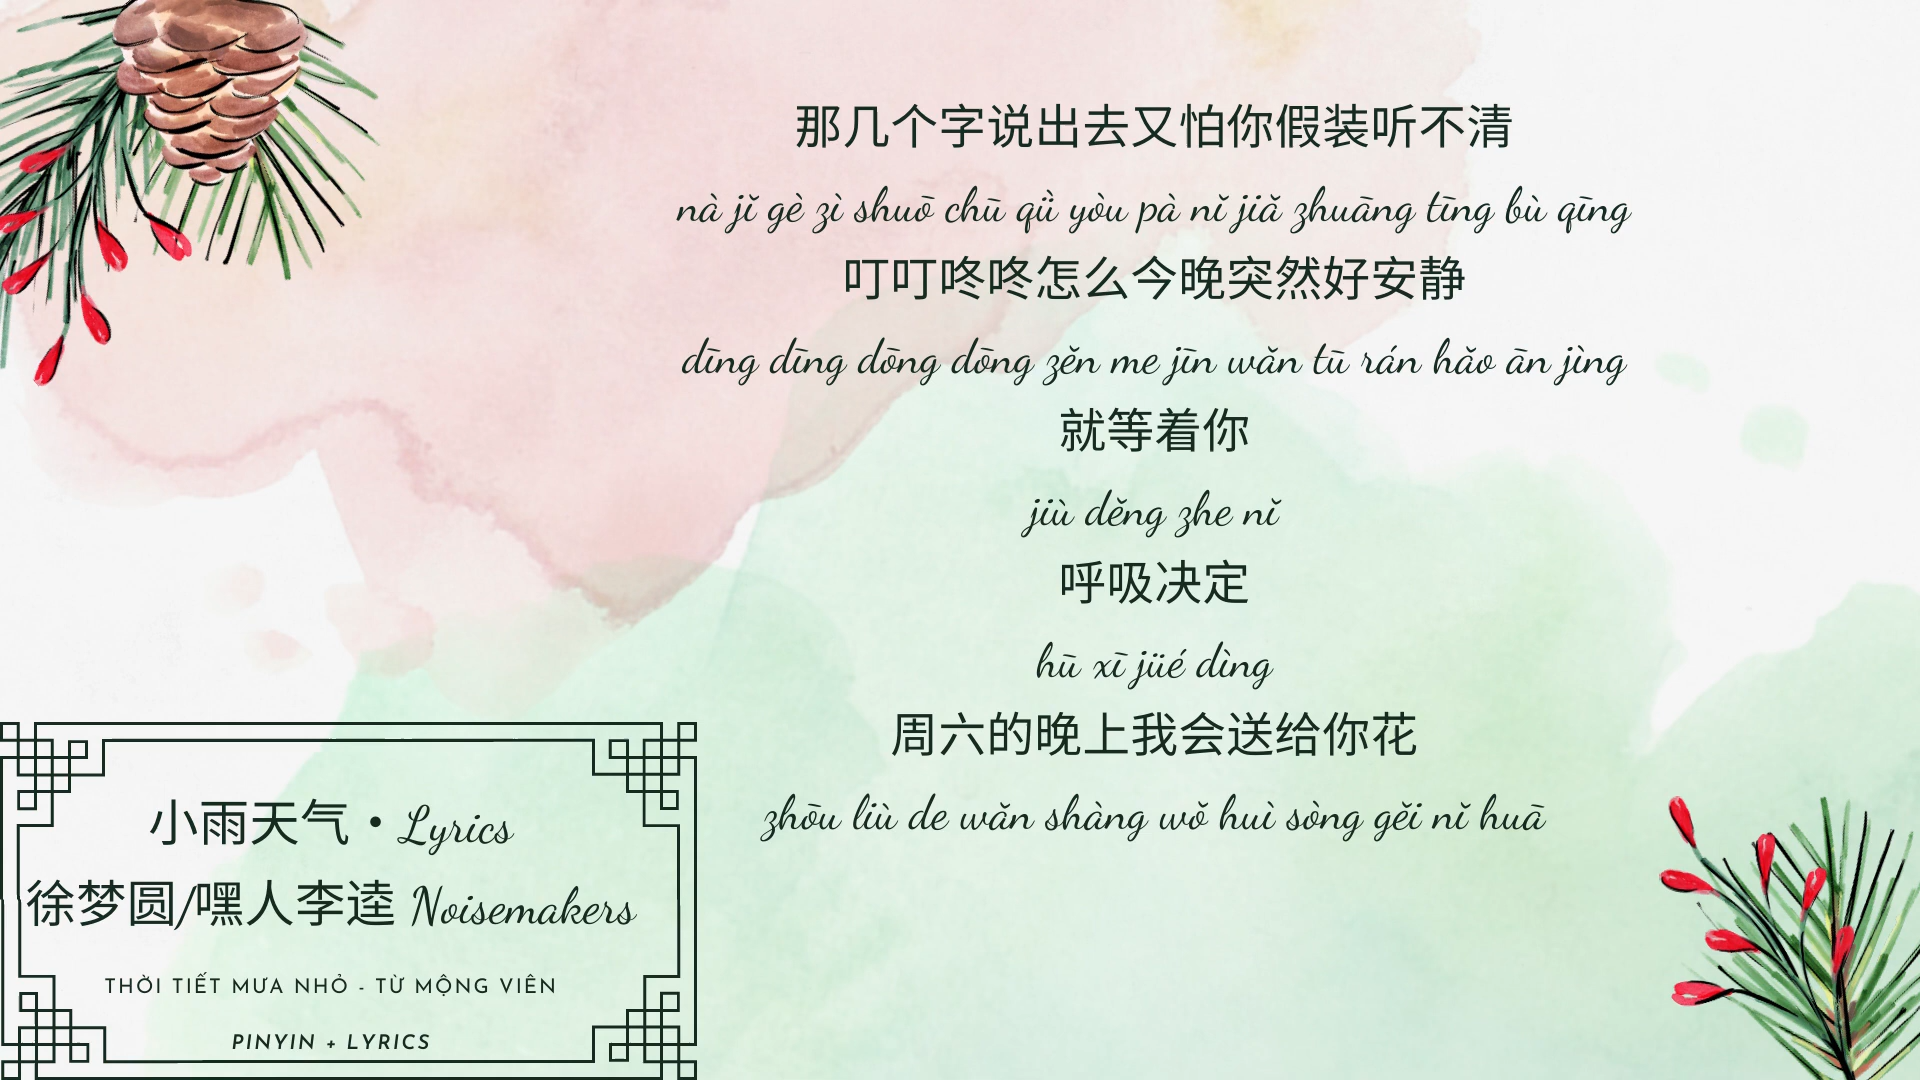 那几个字说出去又怕你假装听不清
nà jǐ gè zì shuō chū qǜ yòu pà nǐ jiǎ zhuāng tīng bù qīng
叮叮咚咚怎么今晚突然好安静
dīng dīng dōng dōng zěn me jīn wǎn tū rán hǎo ān jìng
就等着你
jiù děng zhe nǐ
呼吸决定
hū xī jüé dìng
周六的晚上我会送给你花
zhōu liù de wǎn shàng wǒ huì sòng gěi nǐ huā
小雨天气・Lyrics
徐梦圆/嘿人李逵 Noisemakers
THỜI TIẾT MƯA NHỎ - TỪ MỘNG VIÊN
PINYIN + LYRICS